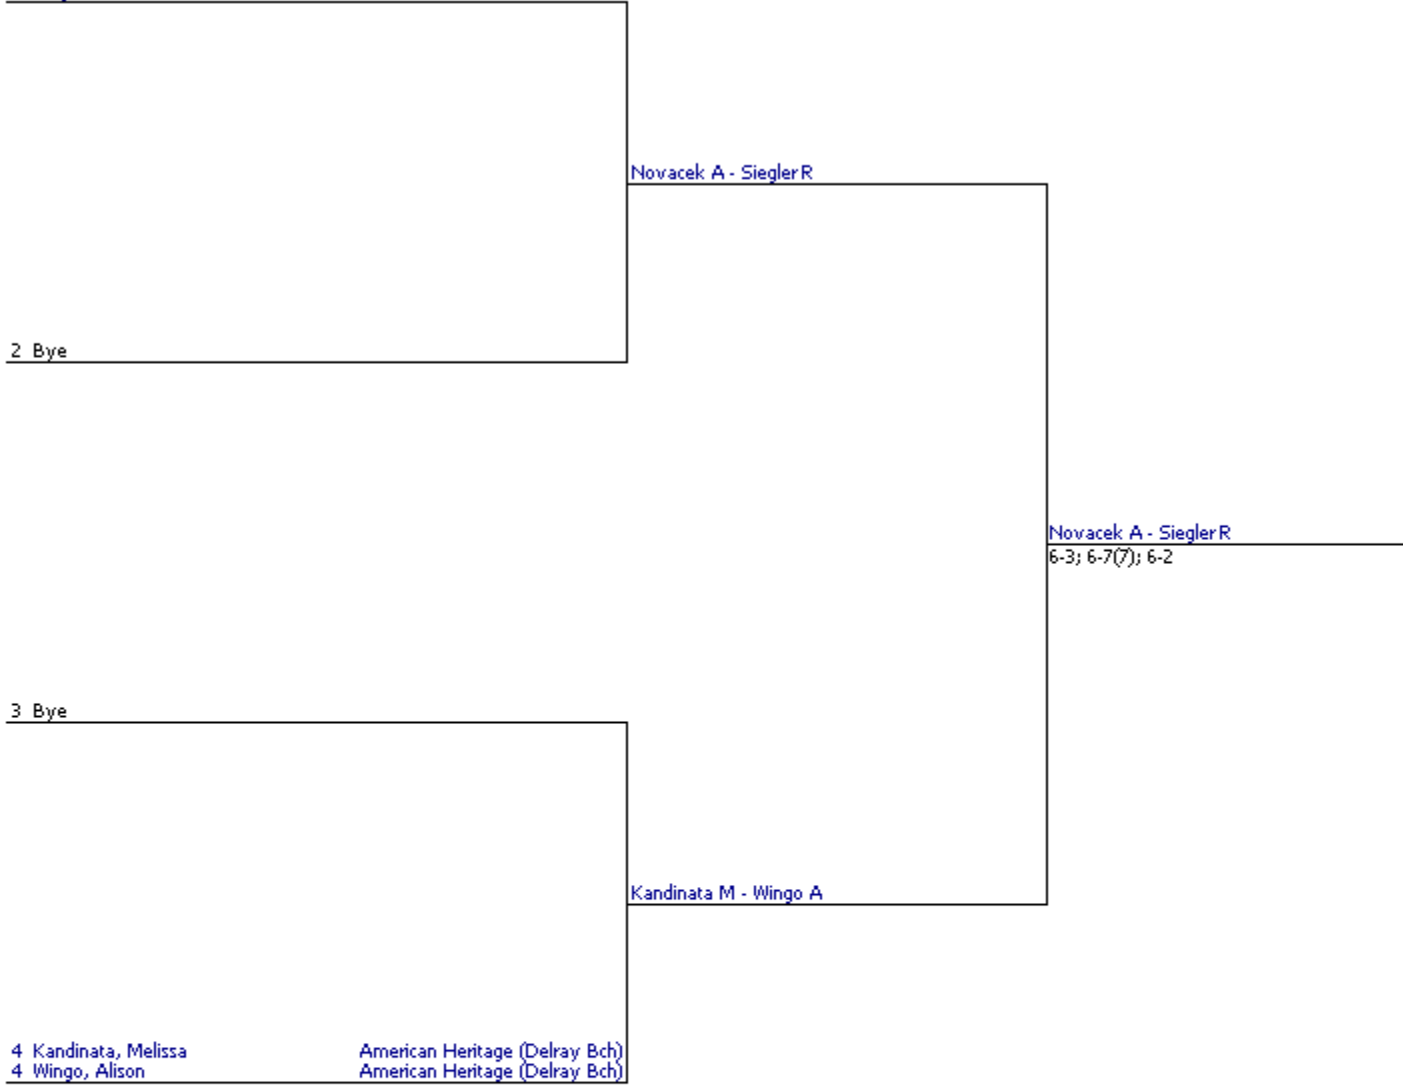 Novacek A - Siegler R
2 Bye
Novacek A - Siegler R
6-3; 6-7(7); 6-2
3 Bye
Kandinata M - Wingo A
4 Kandinata, Melissa American Heritage (Delray Bch)
4 Wingo, Alison American Heritage (Delray Bch)